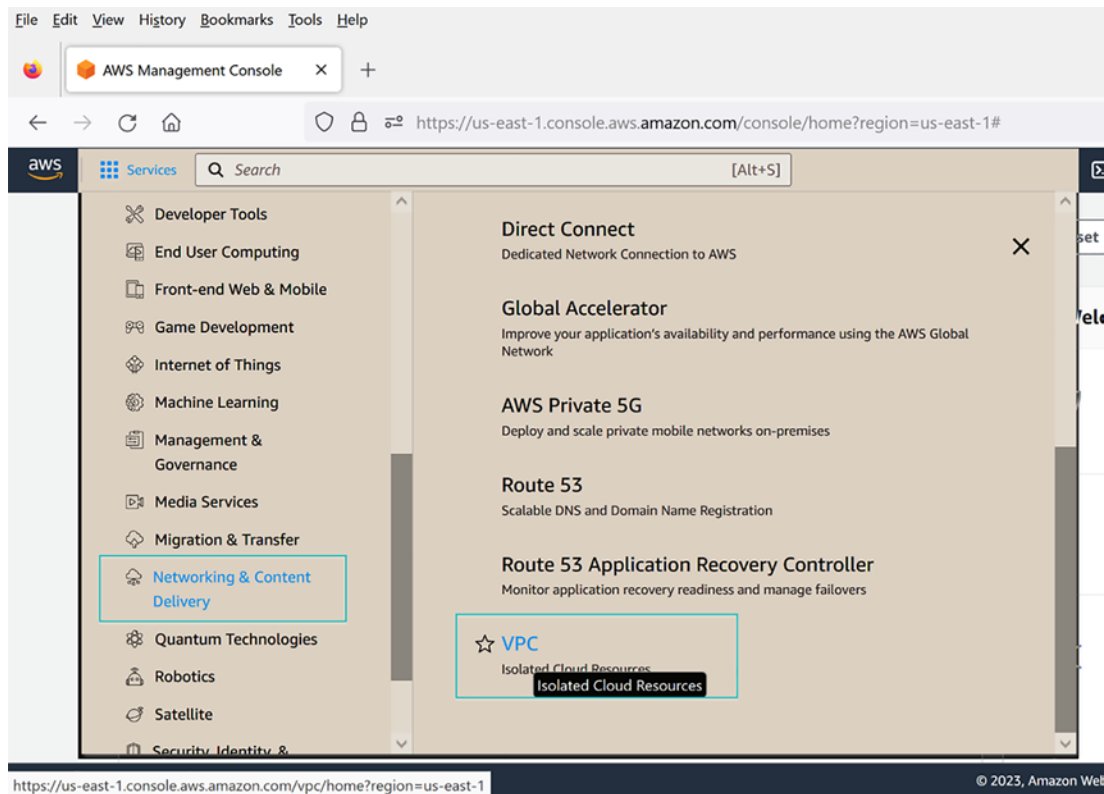 File Edit View History Bookmarks Tools Help
AWS Management Console
https://us-east-1.console.aws.amazon.com/console/home?region=us-east-1#
aws Services Search [Alt+S]
Developer Tools
End User Computing
Front-end Web & Mobile
Game Development
Internet of Things
Machine Learning
Management &
Governance
Media Services
Migration & Transfer
Networking & Content
Delivery
Quantum Technologies
Robotics
Satellite
Security, Identity, &
Direct Connect
Dedicated Network Connection to AWS
Global Accelerator
Improve your application's availability and performance using the AWS Global
Network
AWS Private 5G
Deploy and scale private mobile networks on-premises
Route 53
Scalable DNS and Domain Name Registration
Route 53 Application Recovery Controller
Monitor application recovery readiness and manage failovers
VPC
Isolated Cloud Resources
Isolated Cloud Resources
set
https://us-east-1.console.aws.amazon.com/vpc/home?region=us-east-1
© 2023, Amazon Web